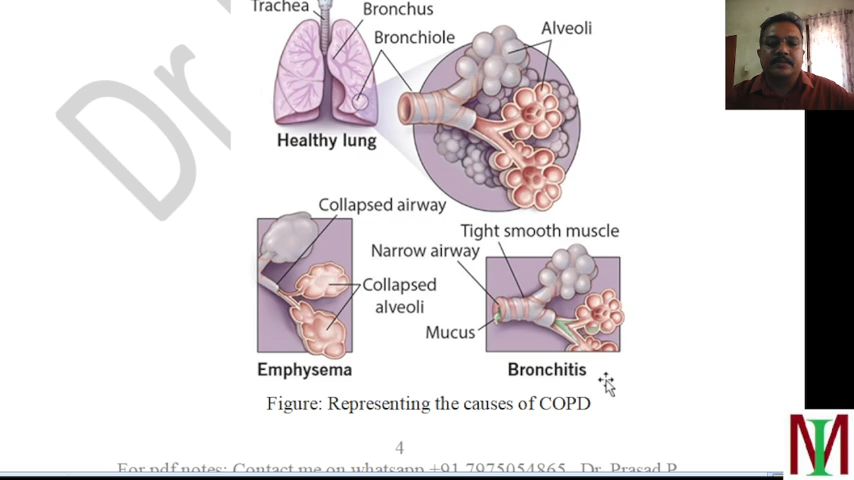 Trachea
Bronchus
Bronchiole
Alveoli
Healthy lung
Collapsed airway
Tight smooth muscle
Narrow airway
Collapsed
alveoli
Mucus
Emphysema
Bronchitis
Figure: Representing the causes of COPD
4
For pdf notes: Contact me on whatsapp +91 7975054865, Dr. Prasad P
Dr
M